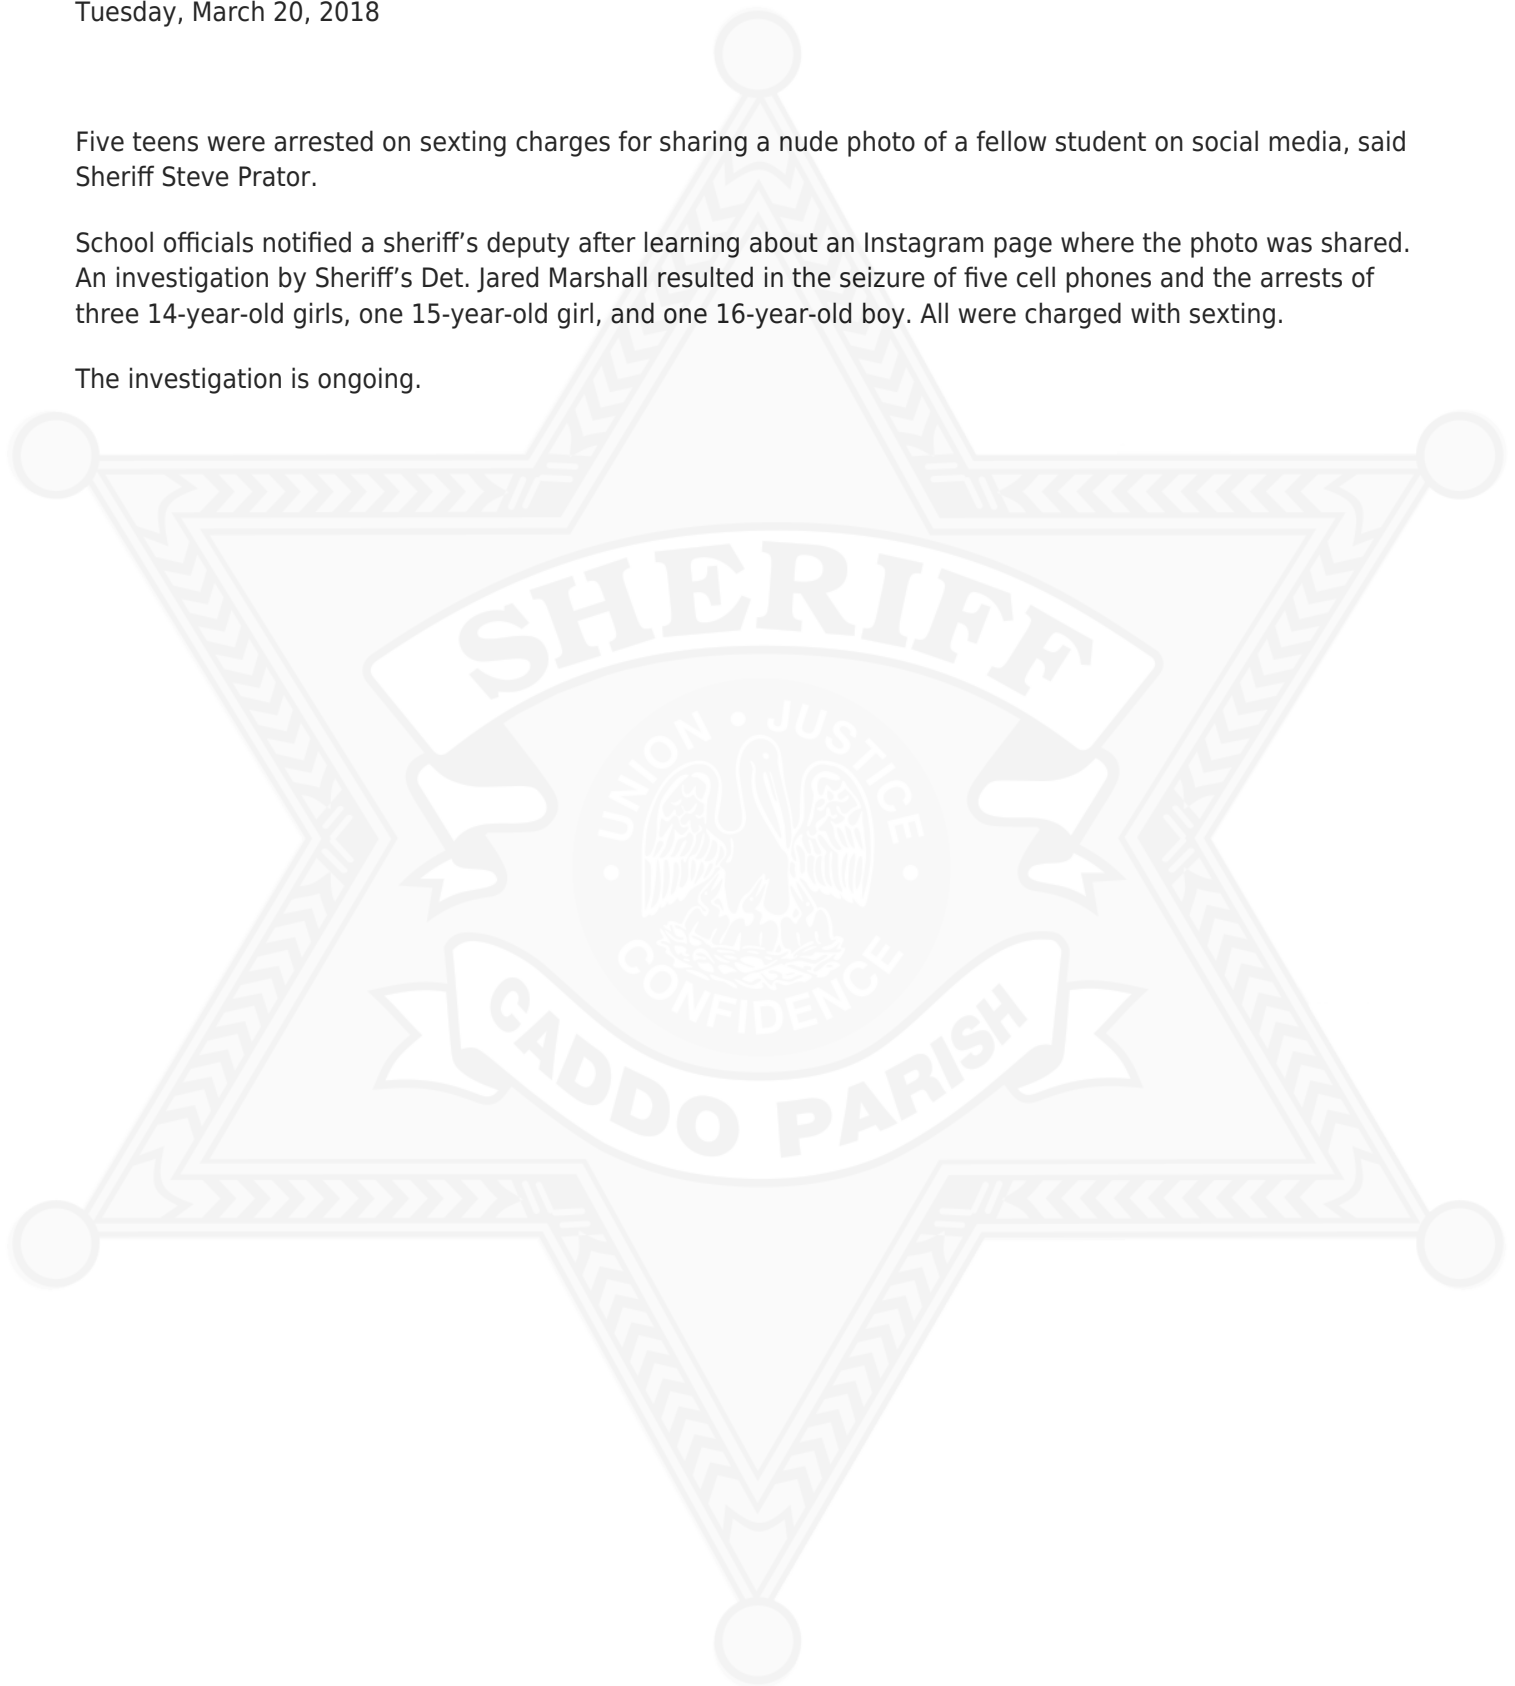 Tuesday, March 20, 2018
Five teens were arrested on sexting charges for sharing a nude photo of a fellow student on social media, said
Sheriff Steve Prator.
School officials notified a sheriff’s deputy after learning about an Instagram page where the photo was shared.
An investigation by Sheriff’s Det. Jared Marshall resulted in the seizure of five cell phones and the arrests of
three 14-year-old girls, one 15-year-old girl, and one 16-year-old boy. All were charged with sexting.
The investigation is ongoing.
SHERIFF
UNION • JUSTICE •
CONFIDENCE •
CADDO PARISH